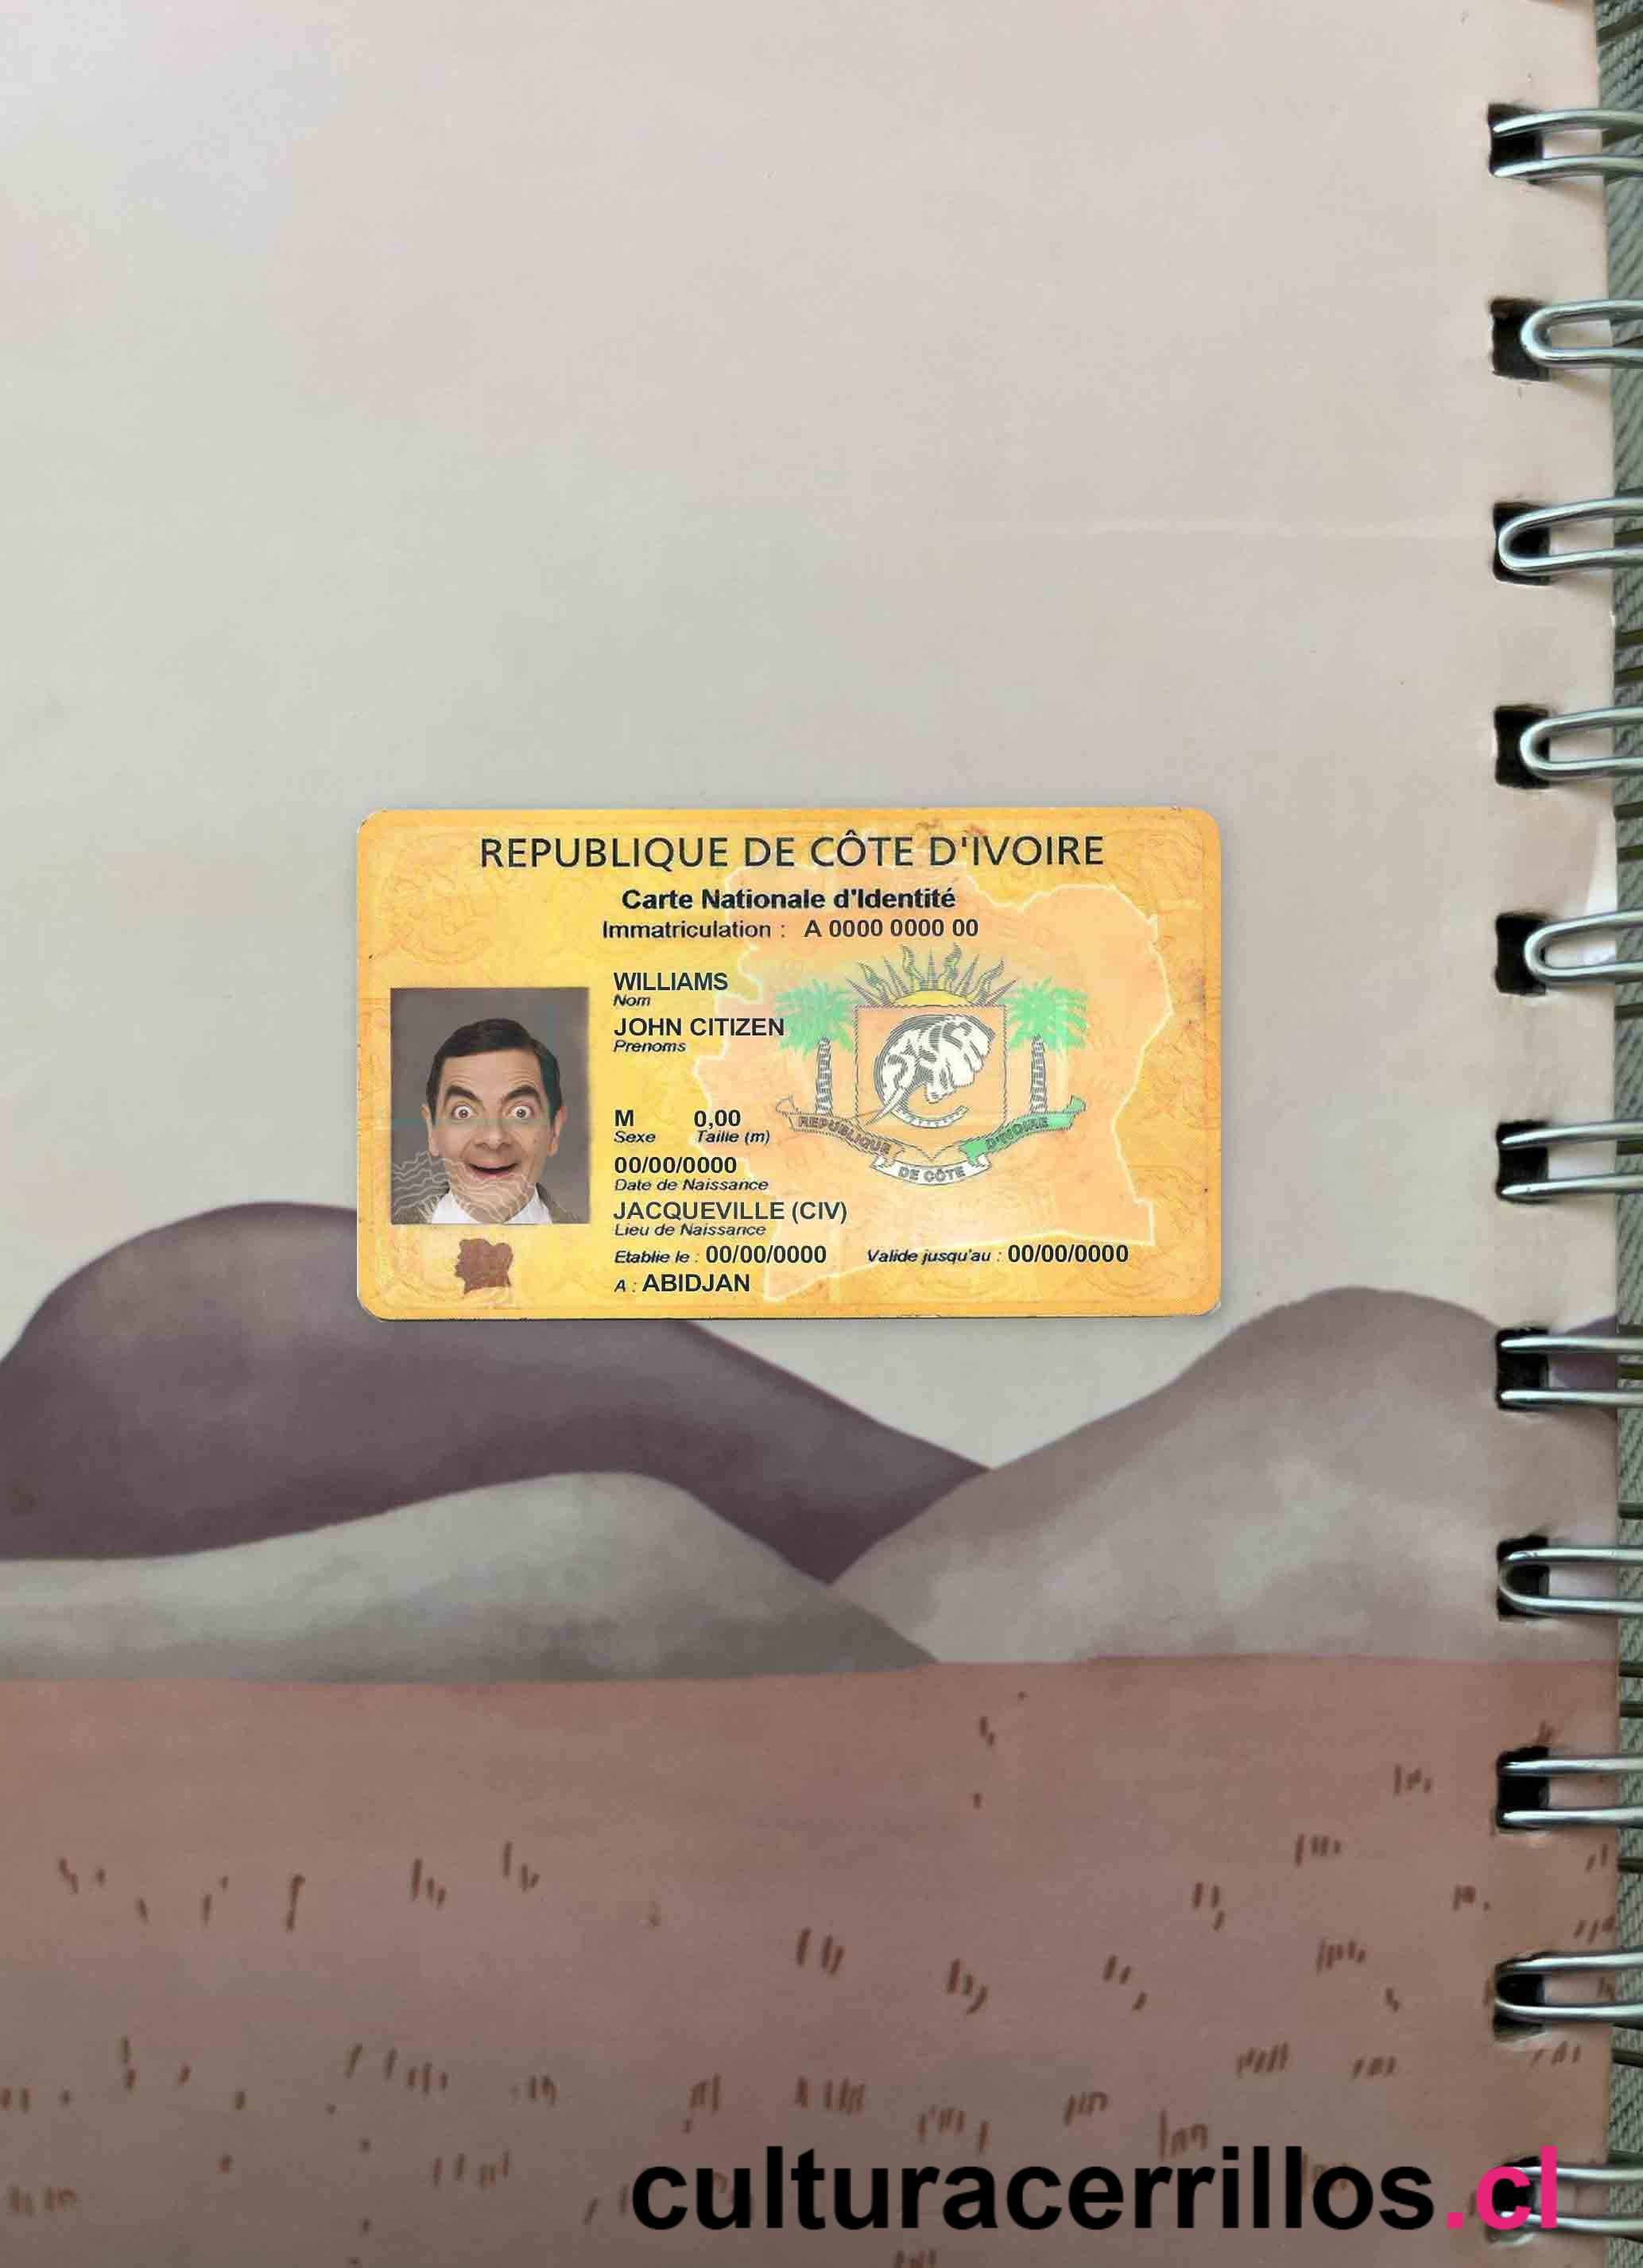 REPUBLIQUE DE CÔTE D'IVOIRE
Carte Nationale d'Identité
Immatriculation : A 0000 0000 00
WILLIAMS
Nom
JOHN CITIZEN
Prenoms
M 0,00
Sexe Taille (m)
REPUBLIQUE DE CÔTE D'IVOIRE
00/00/0000
Date de Naissance
JACQUEVILLE (CIV)
Lieu de Naissance
Etablie le : 00/00/0000 Valide jusqu'au : 00/00/0000
A : ABIDJAN
culturacerrillos.cl